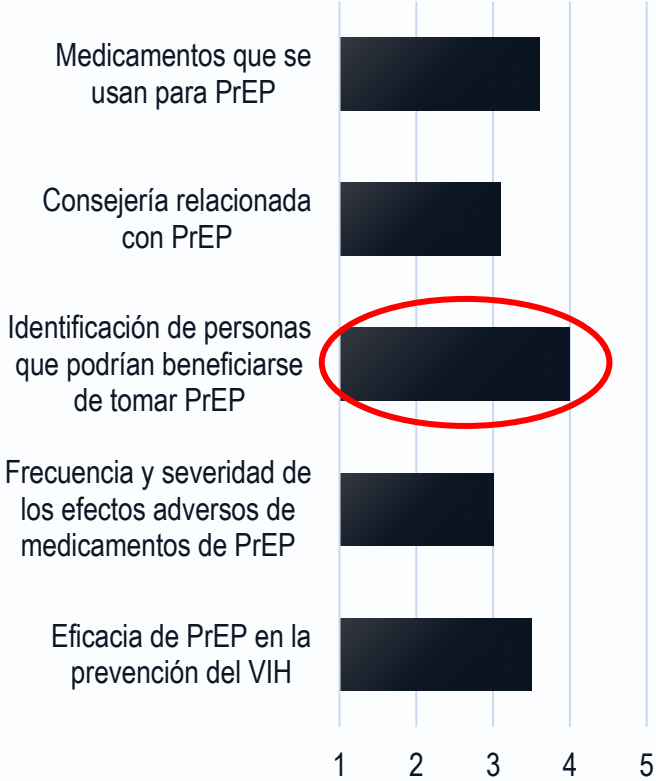 Medicamentos que se
usan para PrEP
Consejería relacionada
con PrEP
Identificación de personas
que podrían beneficiarse
de tomar PrEP
Frecuencia y severidad de
los efectos adversos de
medicamentos de PrEP
Eficacia de PrEP en la
prevención del VIH
1 2 3 4 5